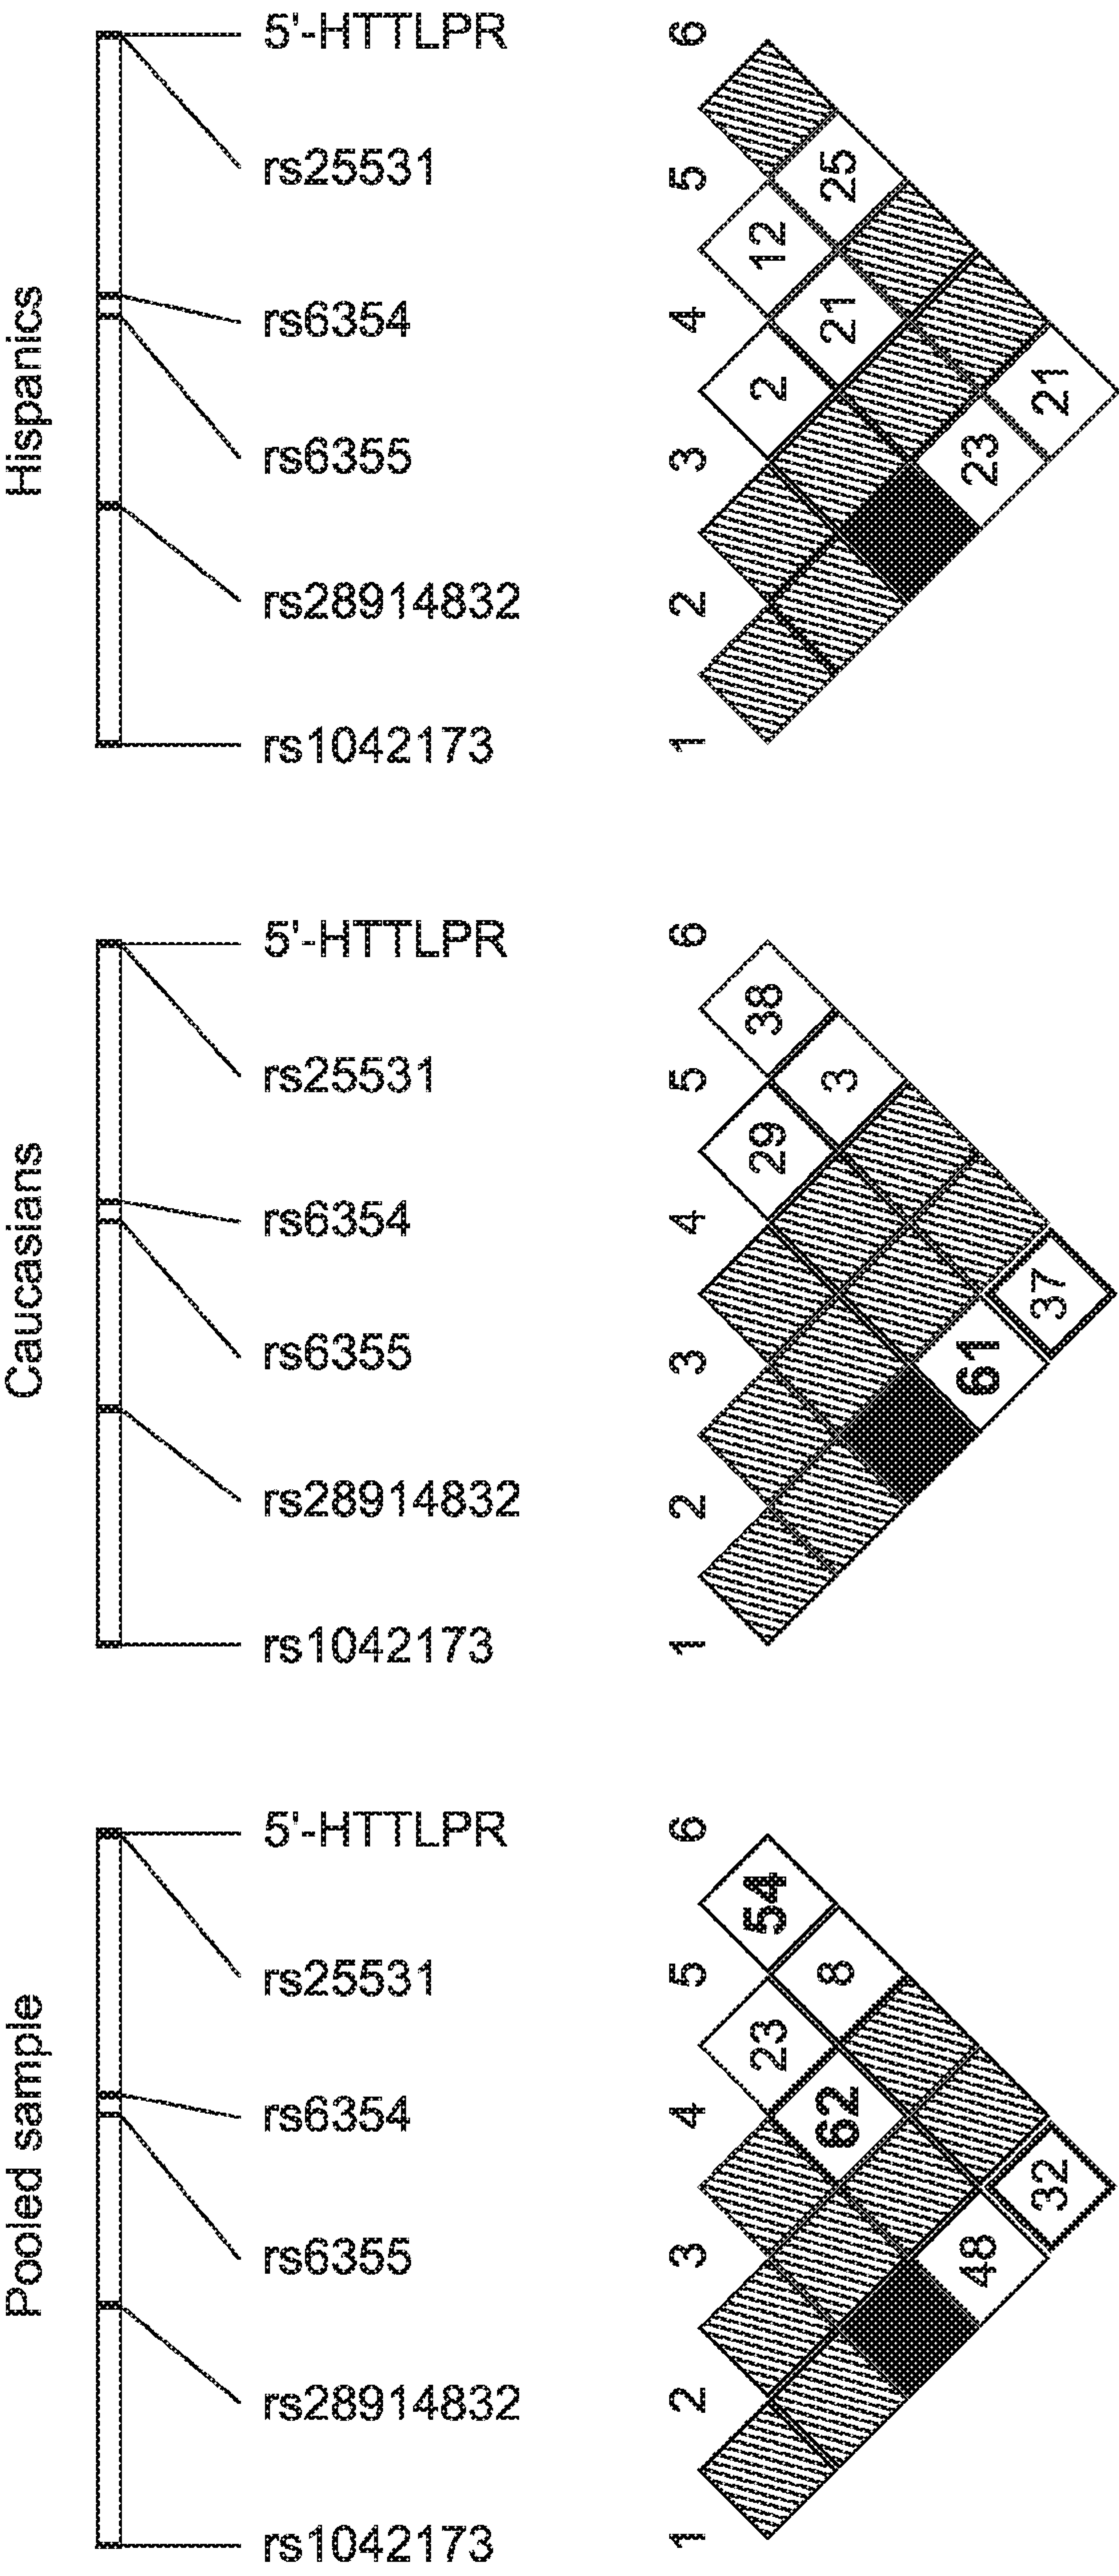 Pooled sample
rs1042173
rs28914832
rs6355
rs6354
rs25531
5'-HTTLPR
1
2
3
4
5
6
23
54
62
8
48
32
Caucasians
rs1042173
rs28914832
rs6355
rs6354
rs25531
5'-HTTLPR
1
2
3
4
5
6
29
38
3
61
37
Hispanics
rs1042173
rs28914832
rs6355
rs6354
rs25531
5'-HTTLPR
1
2
3
4
5
6
2
12
21
25
23
21